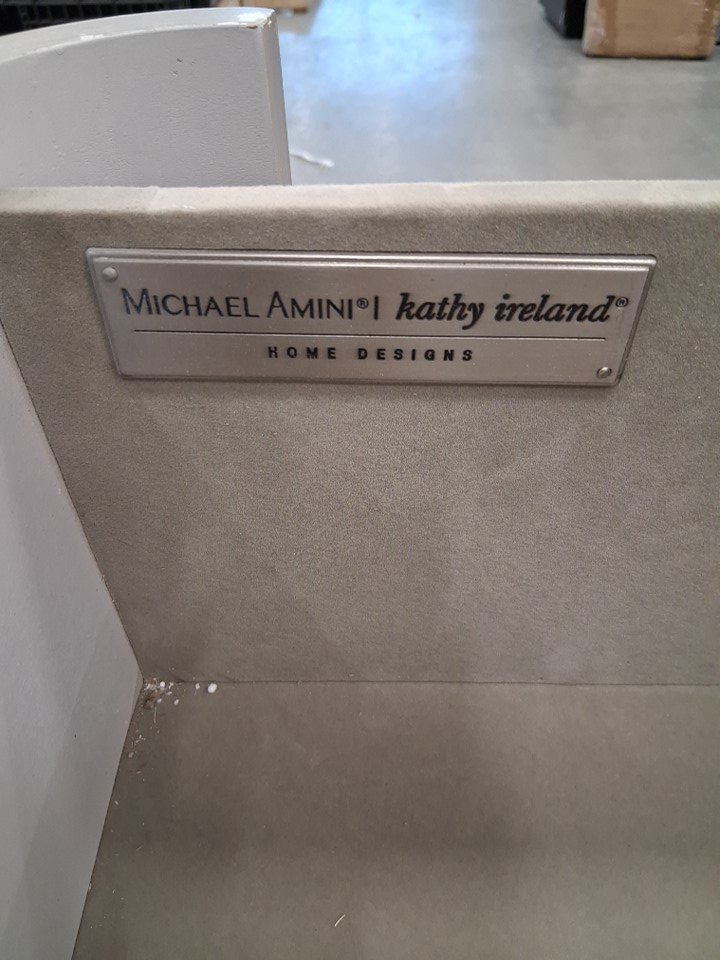 MICHAEL AMINI® | kathy ireland®
HOME DESIGNS